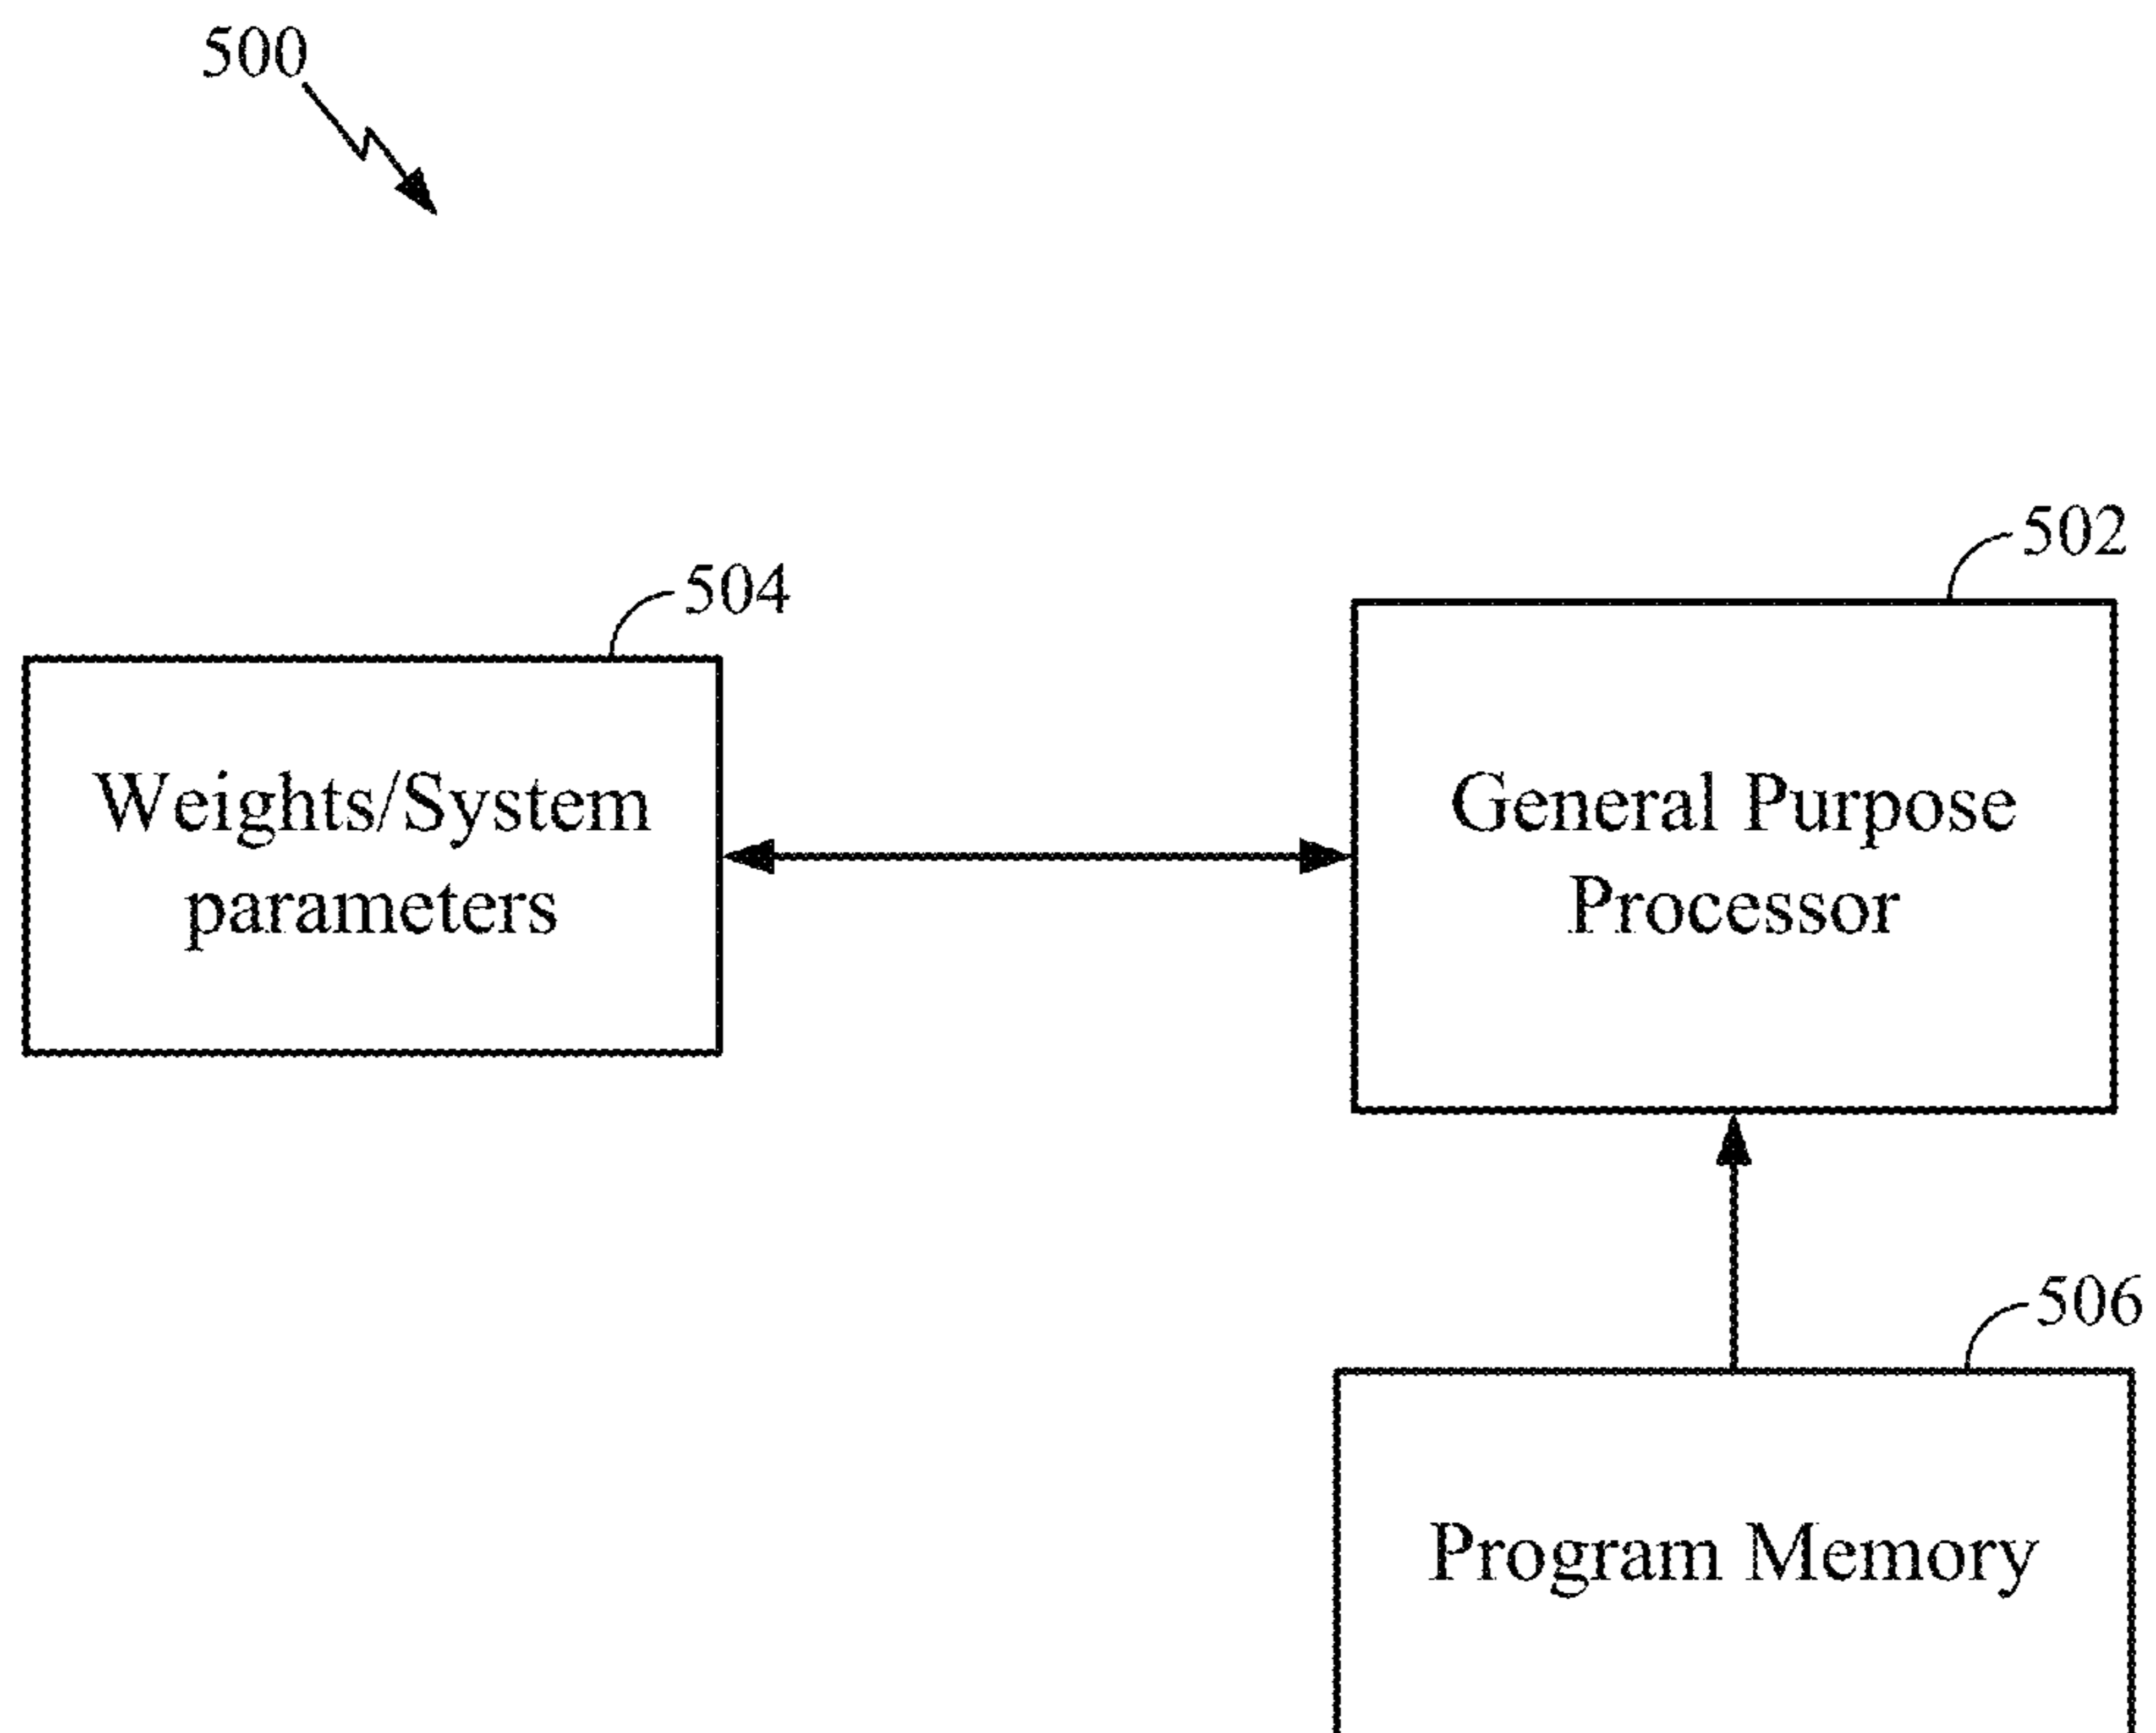 500
502
504
Weights/System
parameters
General Purpose
Processor
506
Program Memory